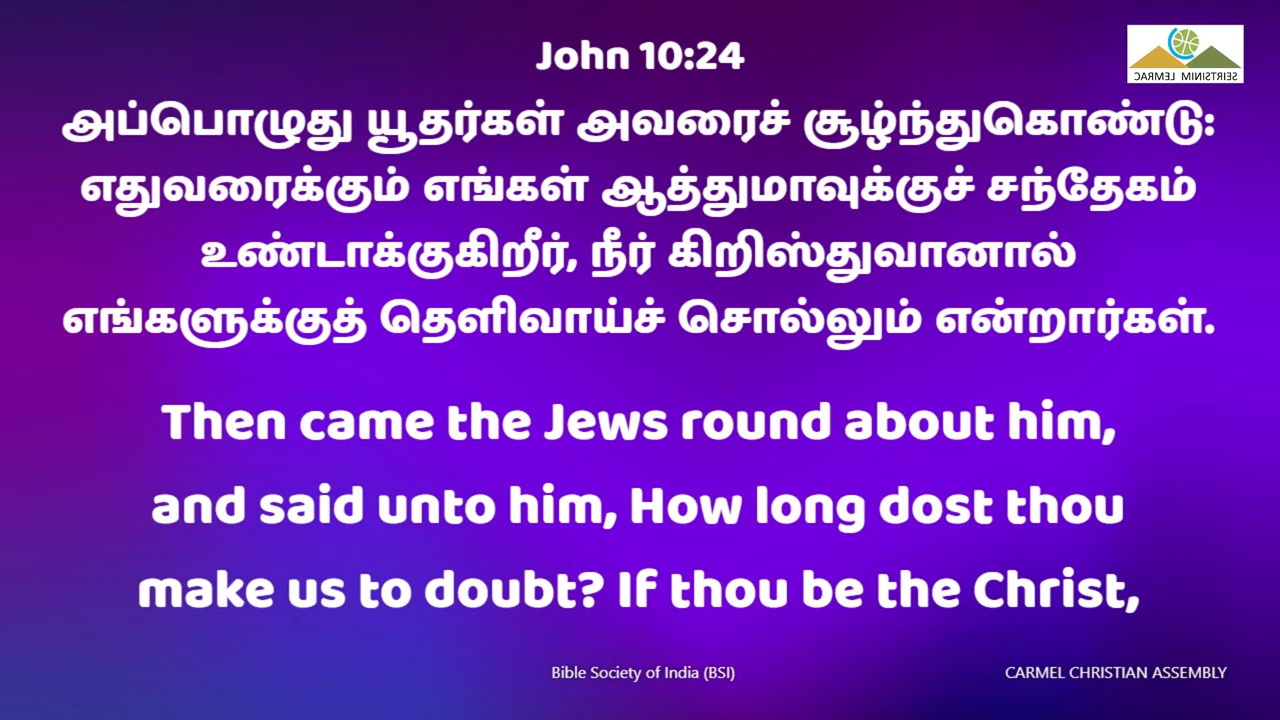 John 10:24
CARMEL MINISTRIES
அப்பொழுது யூதர்கள் அவரைச் சூழ்ந்துகொண்டு:
எதுவரைக்கும் எங்கள் ஆத்துமாவுக்குச் சந்தேகம்
உண்டாக்குகிறீர், நீர் கிறிஸ்துவானால்
எங்களுக்குத் தெளிவாய்ச் சொல்லும் என்றார்கள்.
Then came the Jews round about him,
and said unto him, How long dost thou
make us to doubt? If thou be the Christ,
Bible Society of India (BSI)
CARMEL CHRISTIAN ASSEMBLY